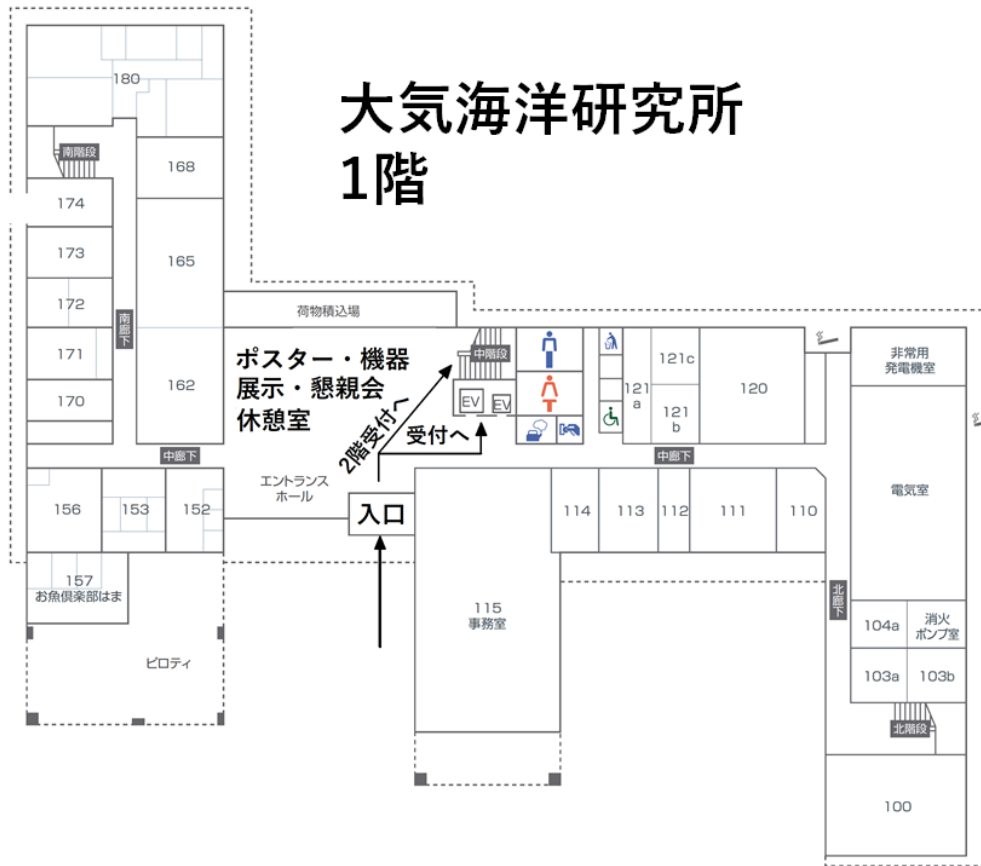 大気海洋研究所
1階
180
南階段
168
174
173
165
172
荷物積込場
南廊下
171
162
170
ポスター・機器
展示・懇親会
休憩室
中階段
EV
EV
2階受付へ
受付へ
121a
121c
121b
120
非常用
発電機室
中廊下
中廊下
エントランス
ホール
入口
156
153
152
114
113
112
111
110
電気室
157
お魚倶楽部はま
115
事務室
北廊下
104a
消火
ポンプ室
103a
103b
ピロティ
北階段
100